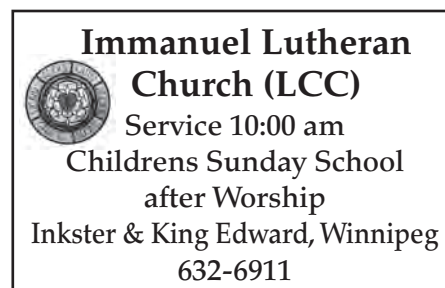 Immanuel Lutheran
Church (LCC)
Service 10:00 am
Childrens Sunday School
after Worship
Inkster & King Edward, Winnipeg
632-6911